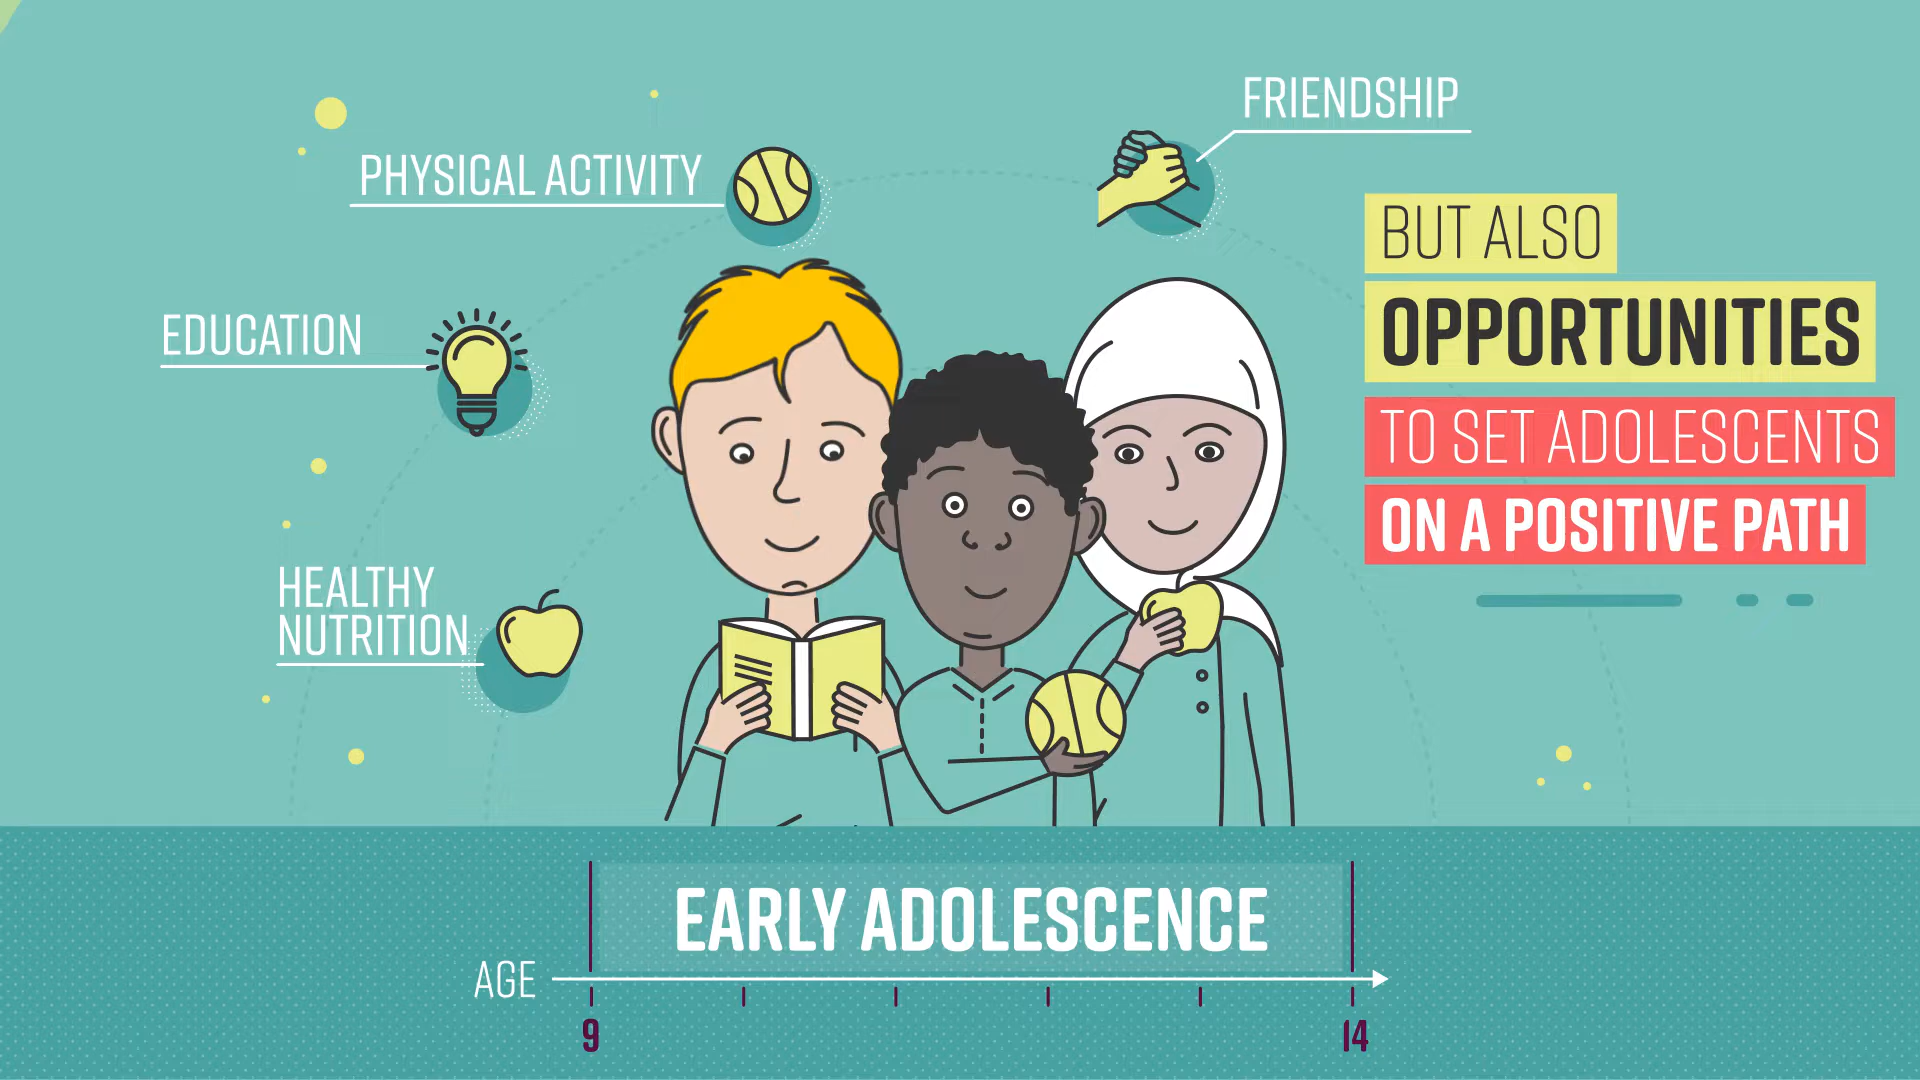 FRIENDSHIP
PHYSICAL ACTIVITY
BUT ALSO
OPPORTUNITIES
TO SET ADOLESCENTS
ON A POSITIVE PATH
EDUCATION
HEALTHY
NUTRITION
EARLY ADOLESCENCE
AGE
9
14